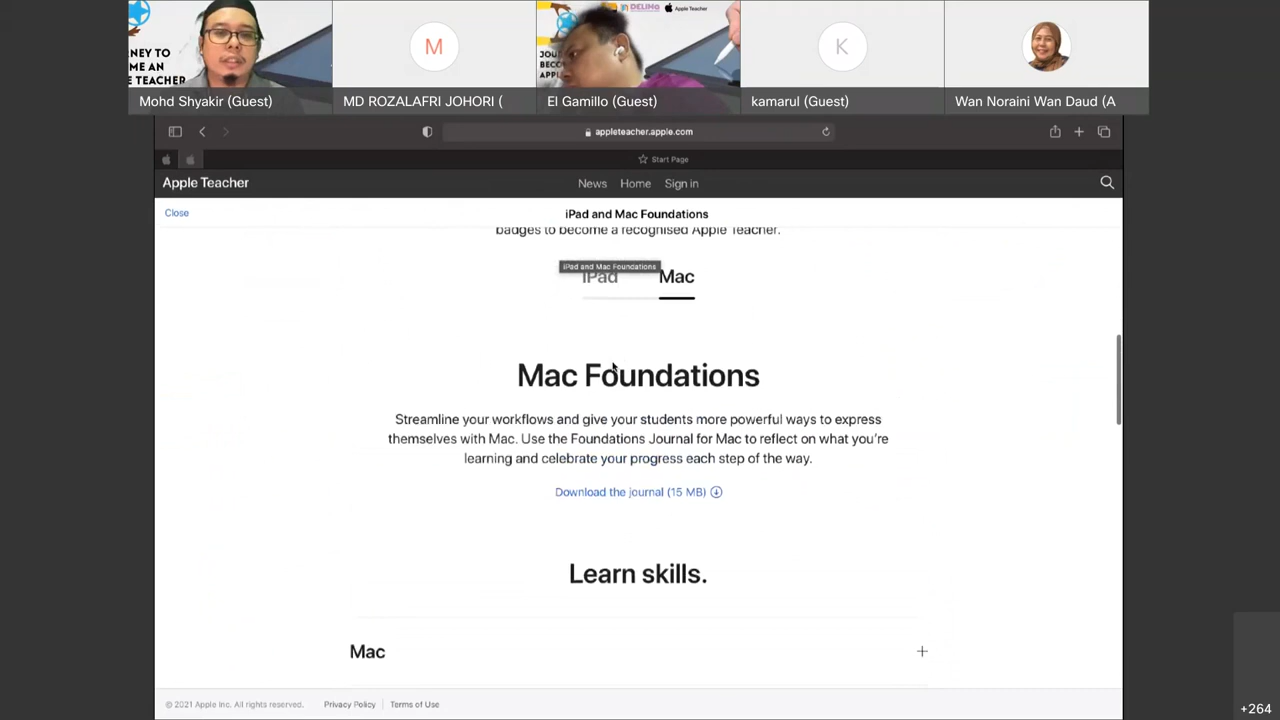 NEY TO
ME AN
E TEACHER
DELIMa
Apple Teacher
JOU
BECO
APPL
M
K
Mohd Shyakir (Guest)
MD ROZALAFRI JOHORI (
El Gamillo (Guest)
kamarul (Guest)
Wan Noraini Wan Daud (A
appleteacher.apple.com
Start Page
Apple Teacher
News
Home
Sign in
Close
iPad and Mac Foundations
badges to become a recognised Apple Teacher.
iPad and Mac Foundations
iPad
Mac
Mac Foundations
Streamline your workflows and give your students more powerful ways to express
themselves with Mac. Use the Foundations Journal for Mac to reflect on what you're
learning and celebrate your progress each step of the way.
Download the journal (15 MB)
Learn skills.
Mac
+
© 2021 Apple Inc. All rights reserved.
Privacy Policy
Terms of Use
+264